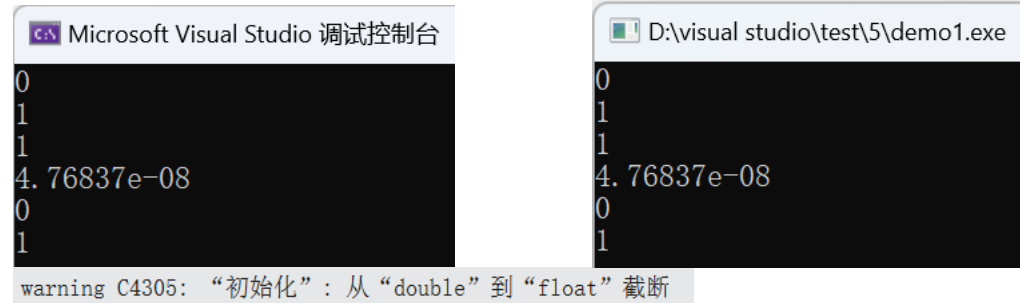 Microsoft Visual Studio 调试控制台
0
1
1
4.76837e-08
0
1
D:\visual studio\test\5\demo1.exe
0
1
1
4.76837e-08
0
1
warning C4305: “初始化”: 从“double”到“float”截断